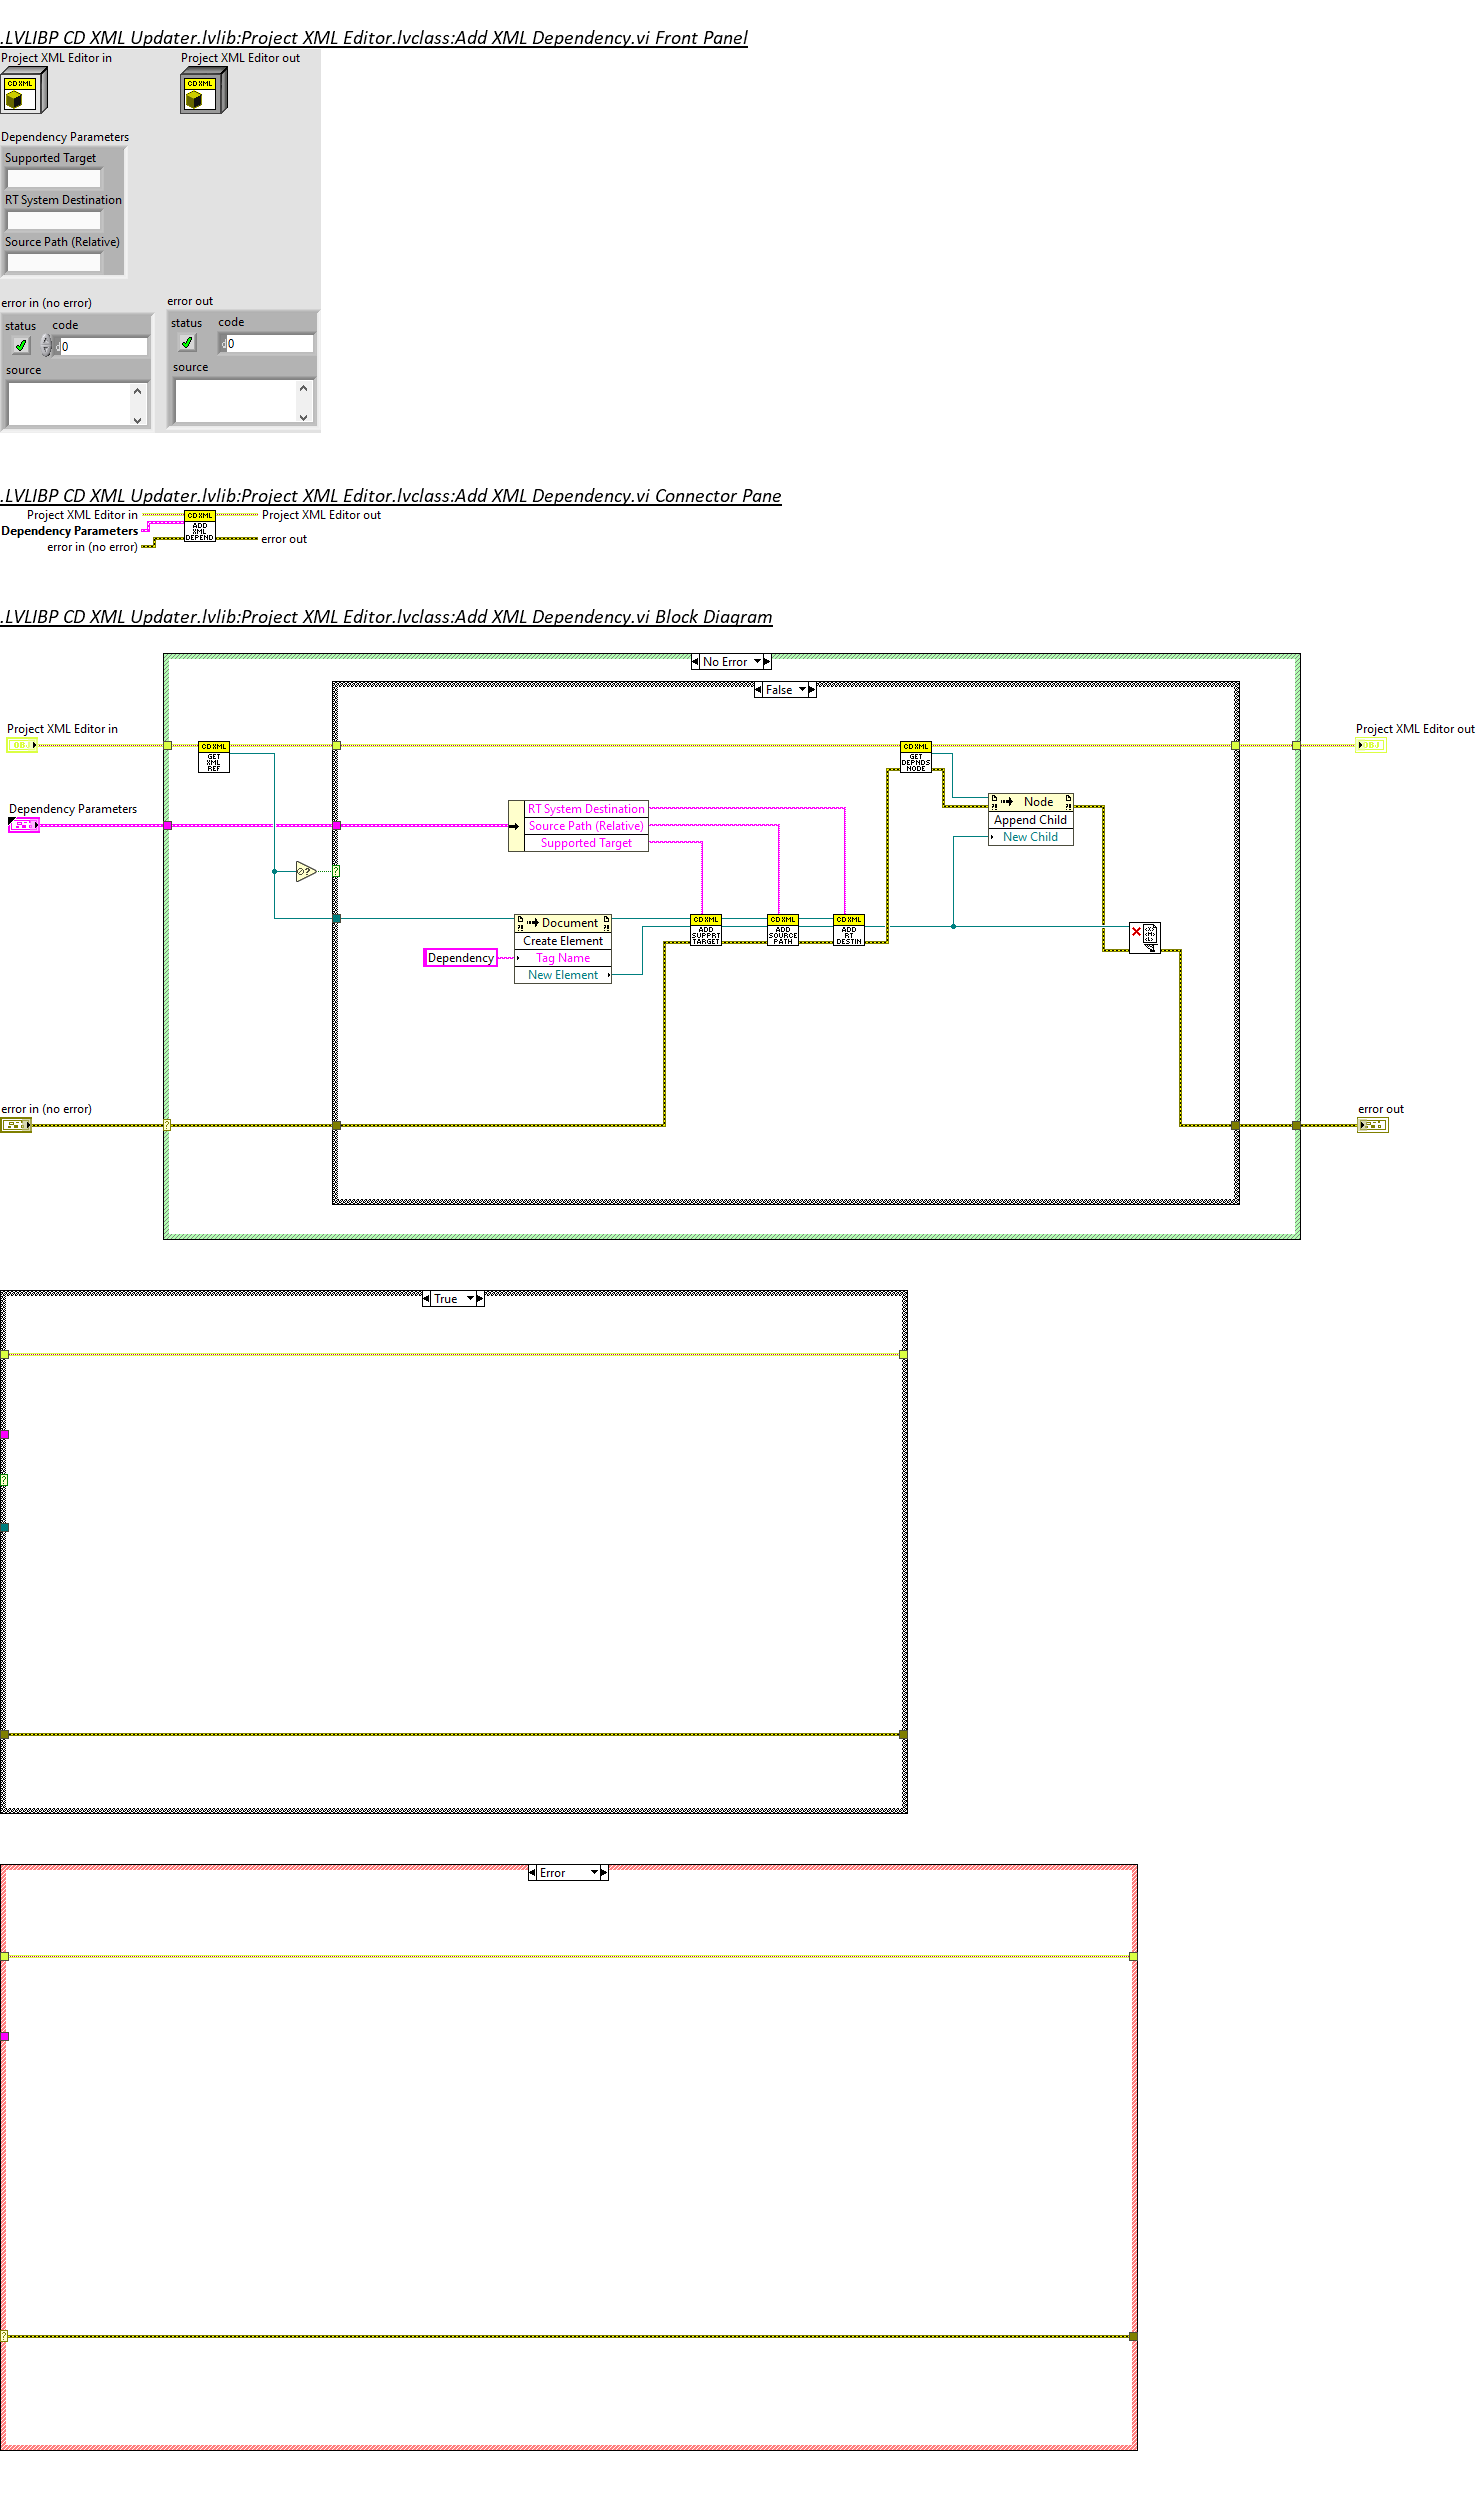 .LVLIBP CD XML Updater.lvlib:Project XML Editor.lvclass:Add XML Dependency.vi Front Panel
Project XML Editor in
Project XML Editor out
CD XML
CD XML
Dependency Parameters
Supported Target
RT System Destination
Source Path (Relative)
error in (no error)
error out
status
code
status
code
0
0
source
source
.LVLIBP CD XML Updater.lvlib:Project XML Editor.lvclass:Add XML Dependency.vi Connector Pane
Project XML Editor in
CD XML
Project XML Editor out
Dependency Parameters
ADD XML DEPEND
error in (no error)
error out
.LVLIBP CD XML Updater.lvlib:Project XML Editor.lvclass:Add XML Dependency.vi Block Diagram
No Error
False
Project XML Editor in
Project XML Editor out
CD XML
GET XML REF
CD XML
GET DEPNDS NODE
Dependency Parameters
RT System Destination
Source Path (Relative)
Supported Target
Node
Append Child
New Child
?
?
Document
Create Element
Tag Name
New Element
Dependency
CD XML
ADD SUPPRT TARGET
CD XML
ADD SOURCE PATH
CD XML
ADD RT DESTIN
error in (no error)
?
error out
True
?
Error
?